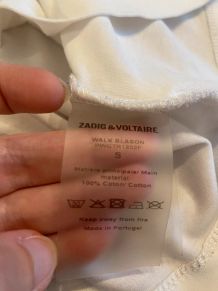 ZADIG & VOLTAIRE
WALK BLASON
S
Matière principale/ Main
material:
100% Coton/ Cotton
Keep away from fire
Made in Portugal